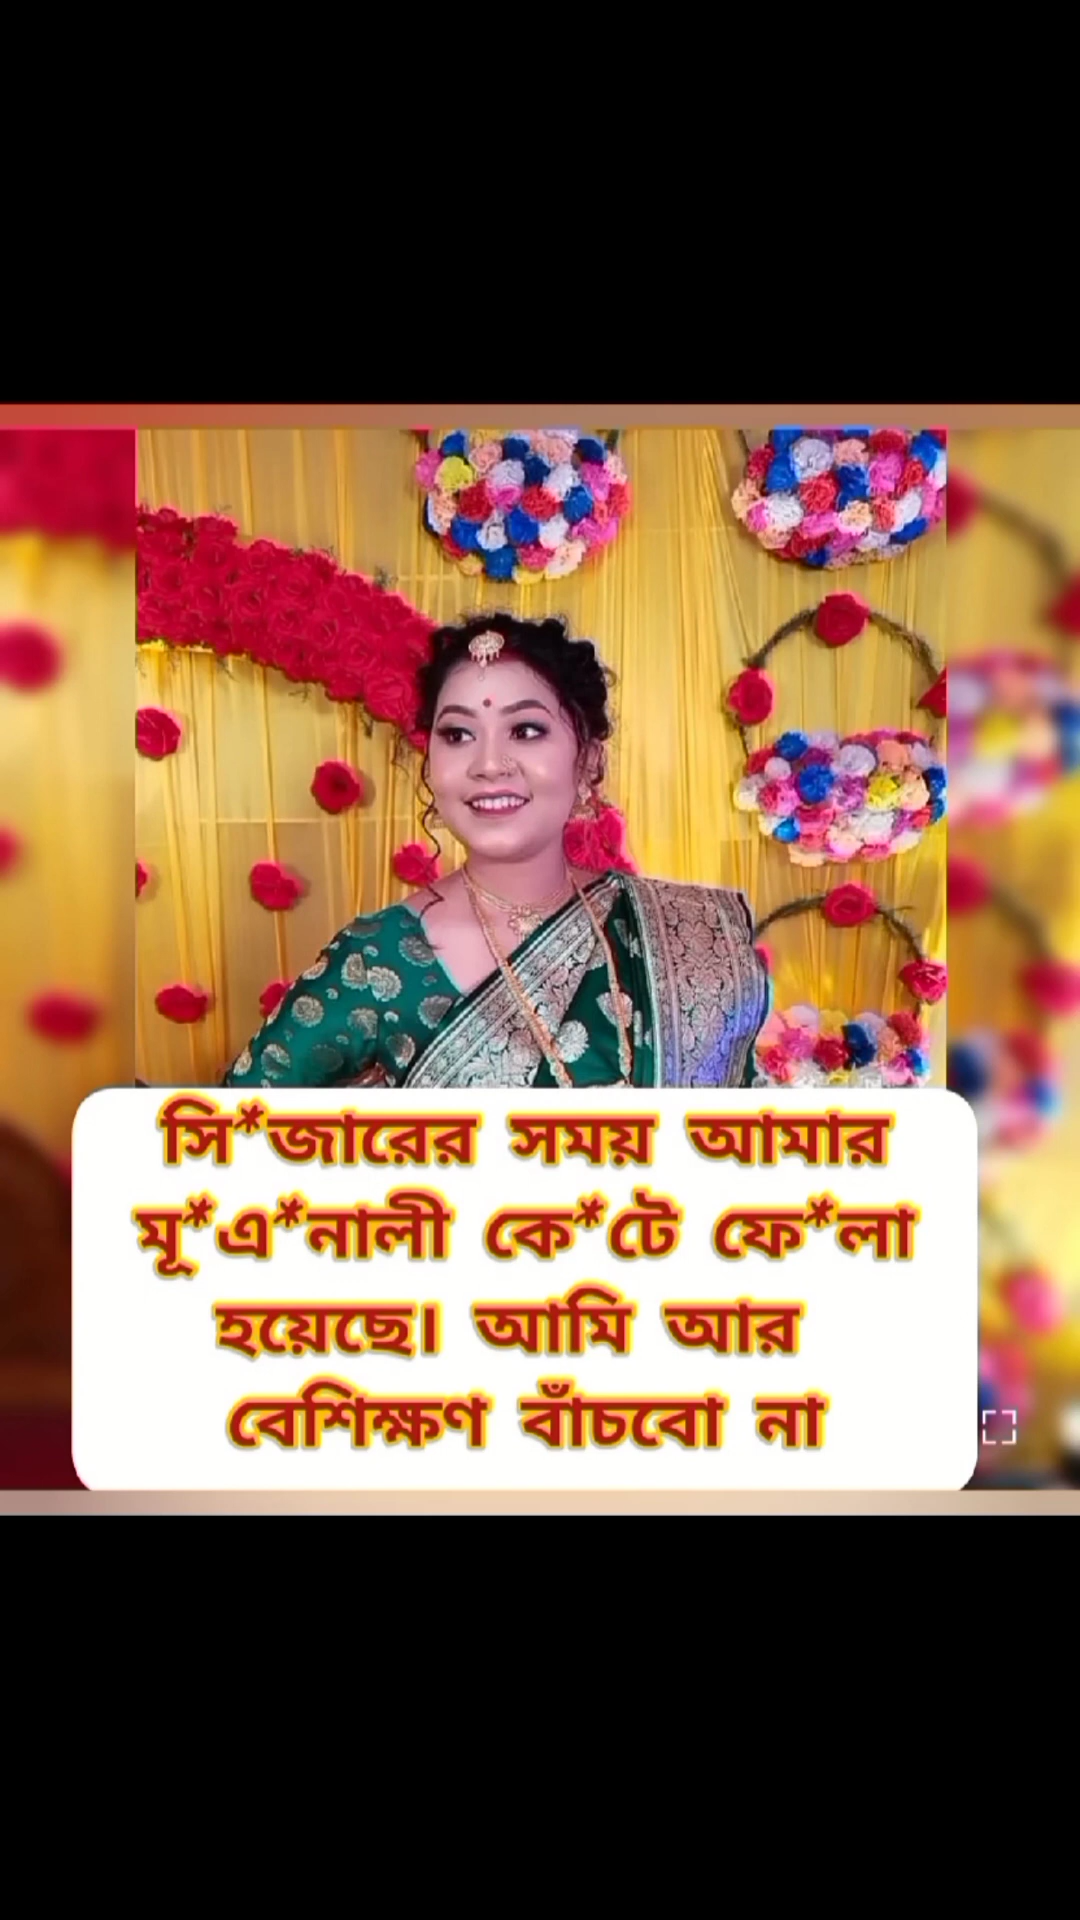 সি*জারের সময় আমার
মূ*এ*নালী কে*টে ফে*লা
হয়েছে। আমি আর
বেশিক্ষণ বাঁচবো না